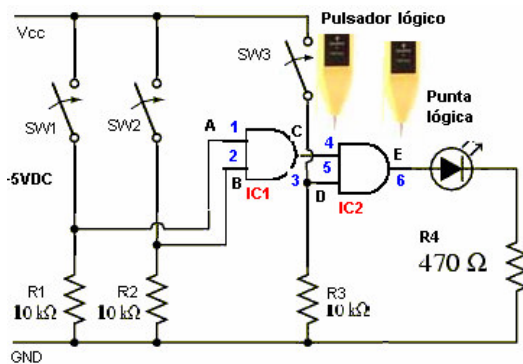 Pulsador lógico
Vcc
SW3
SW1
SW2
Punta
lógica
A
1
C
4
E
2
5
-5VDC
B
3
6
IC1
D
IC2
R4
470 Ω
R1
10 kΩ
R2
10 kΩ
R3
10 kΩ
GND